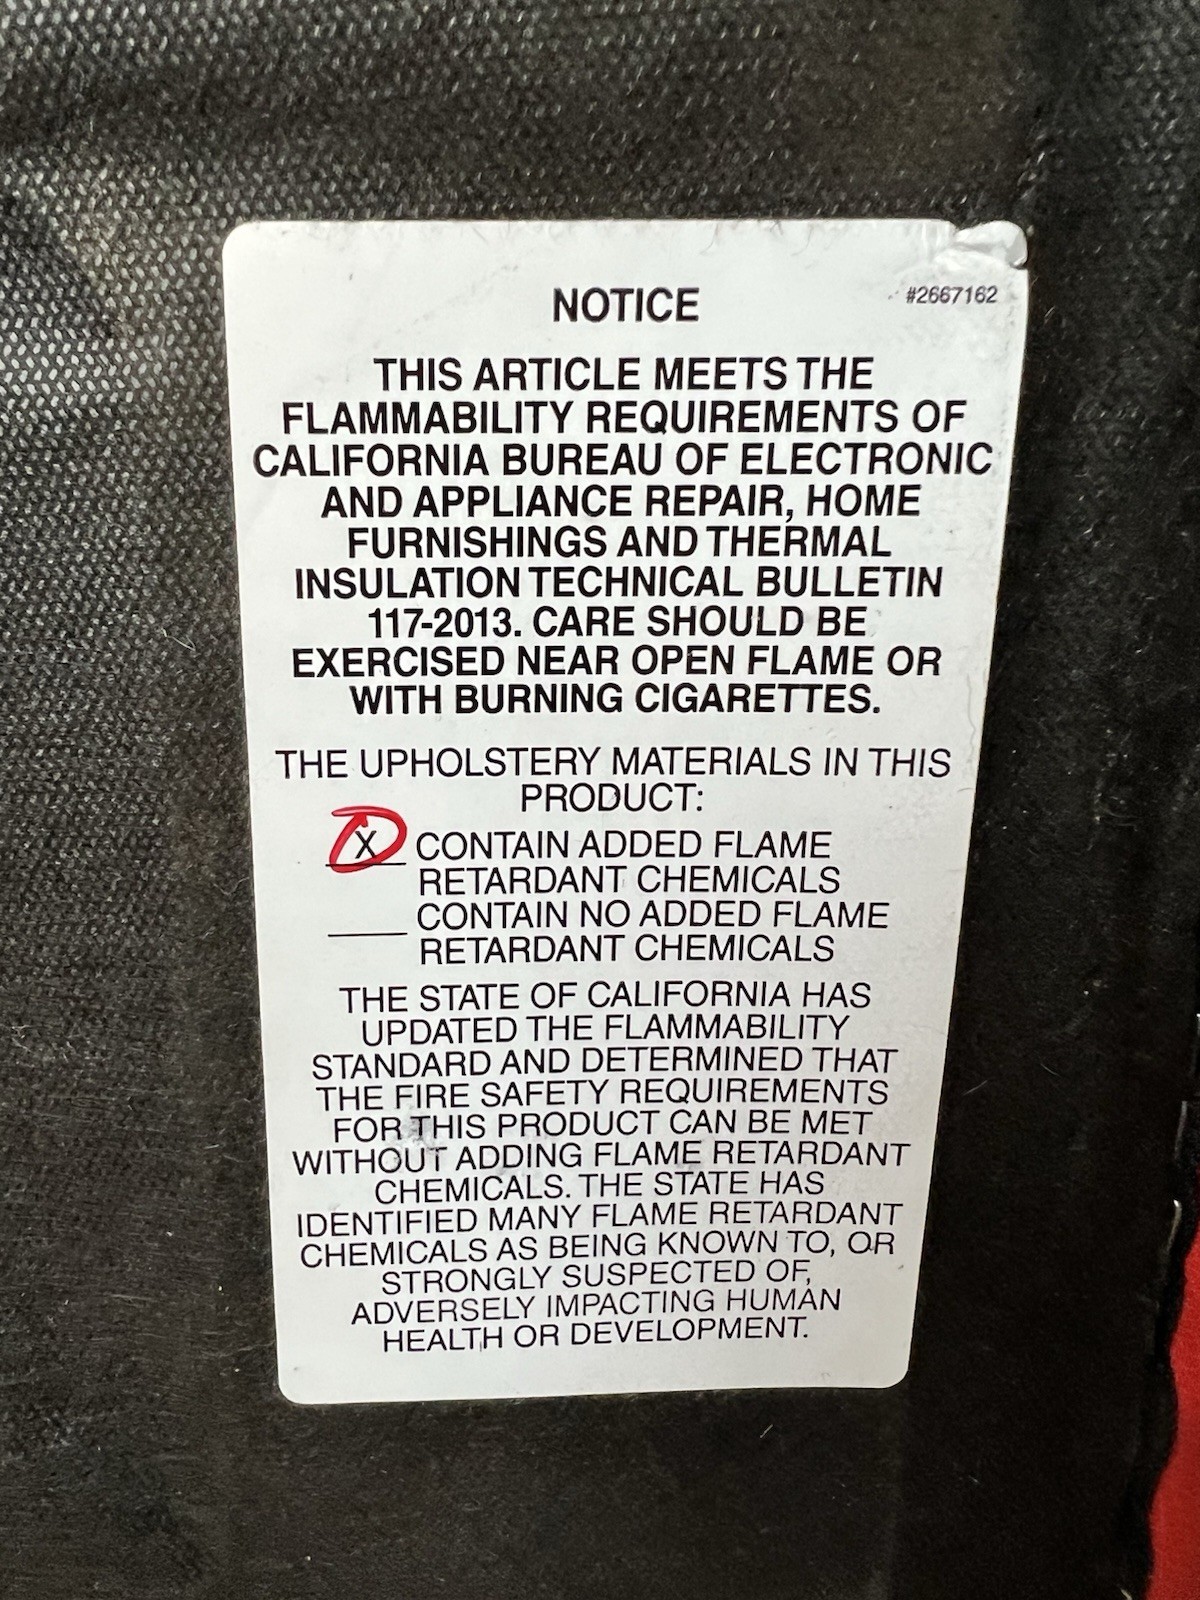 NOTICE
#2667162
THIS ARTICLE MEETS THE
FLAMMABILITY REQUIREMENTS OF
CALIFORNIA BUREAU OF ELECTRONIC
AND APPLIANCE REPAIR, HOME
FURNISHINGS AND THERMAL
INSULATION TECHNICAL BULLETIN
117-2013. CARE SHOULD BE
EXERCISED NEAR OPEN FLAME OR
WITH BURNING CIGARETTES.
THE UPHOLSTERY MATERIALS IN THIS
PRODUCT:
X CONTAIN ADDED FLAME
RETARDANT CHEMICALS
____ CONTAIN NO ADDED FLAME
RETARDANT CHEMICALS
THE STATE OF CALIFORNIA HAS
UPDATED THE FLAMMABILITY
STANDARD AND DETERMINED THAT
THE FIRE SAFETY REQUIREMENTS
FOR THIS PRODUCT CAN BE MET
WITHOUT ADDING FLAME RETARDANT
CHEMICALS. THE STATE HAS
IDENTIFIED MANY FLAME RETARDANT
CHEMICALS AS BEING KNOWN TO, OR
STRONGLY SUSPECTED OF,
ADVERSELY IMPACTING HUMAN
HEALTH OR DEVELOPMENT.